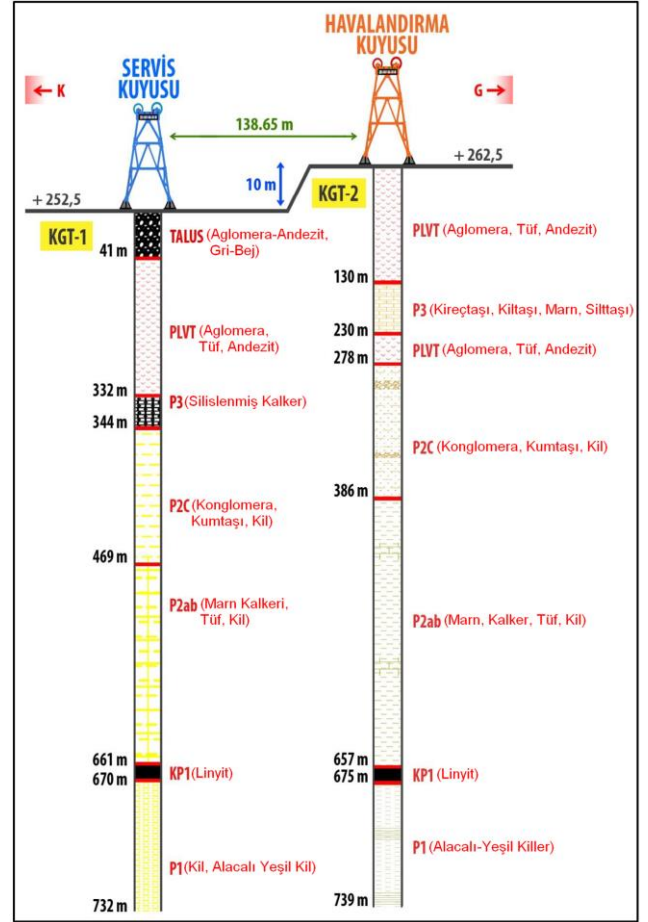 HAVALANDIRMA
KUYUSU
SERVİS
KUYUSU
← K
G →
138.65 m
+ 262,5
10 m
KGT-2
+ 252,5
KGT-1
TALUS (Aglomera-Andezit,
Gri-Bej)
41 m
PLVT (Aglomera,
Tüf, Andezit)
332 m
P3 (Silislenmiş Kalker)
344 m
P2C (Konglomera,
Kumtaşı, Kil)
469 m
P2ab (Marn Kalkeri,
Tüf, Kil)
661 m
670 m
KP1 (Linyit)
P1 (Kil, Alacalı Yeşil Kil)
732 m
PLVT (Aglomera, Tüf, Andezit)
130 m
P3 (Kireçtaşı, Kiltaşı, Marn, Silttaşı)
230 m
PLVT (Aglomera, Tüf, Andezit)
278 m
P2C (Konglomera, Kumtaşı, Kil)
386 m
P2ab (Marn, Kalker, Tüf, Kil)
657 m
675 m
KP1 (Linyit)
P1 (Alacalı-Yeşil Killer)
739 m